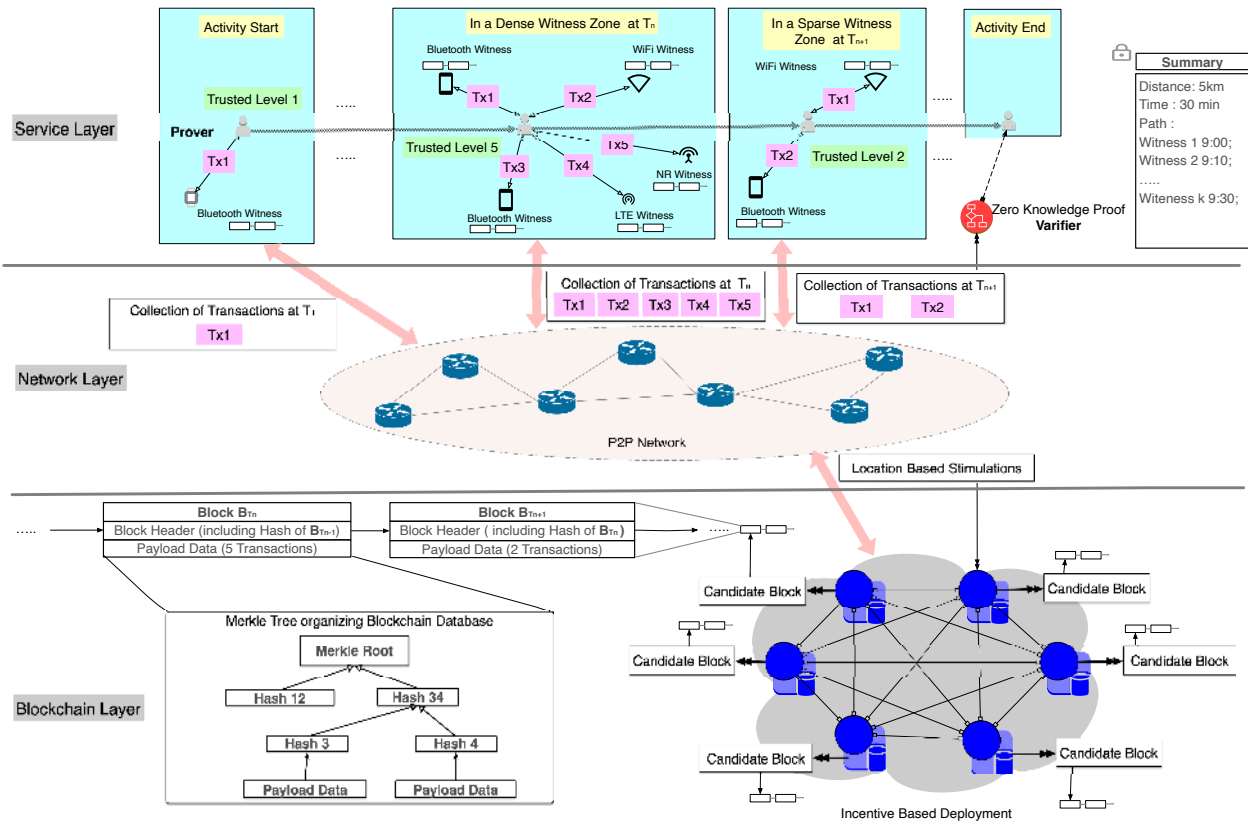 Activity Start
In a Dense Witness Zone at Tn
In a Sparse Witness
Zone at Tn+1
Activity End
Summary
Distance: 5km
Time : 30 min
Path :
Witness 1 9:00;
Witness 2 9:10;
.....
Witeness k 9:30;
Service Layer
Bluetooth Witness
WiFi Witness
WiFi Witness
Tx1
Tx2
Tx1
Trusted Level 1
.....
.....
Prover
Trusted Level 5
Trusted Level 2
.....
.....
Tx1
Tx3
Tx4
Tx5
Tx2
NR Witness
Bluetooth Witness
Bluetooth Witness
LTE Witness
Bluetooth Witness
Zero Knowledge Proof
Varifier
Collection of Transactions at T1
Tx1
Collection of Transactions at Tn
Tx1 Tx2 Tx3 Tx4 Tx5
Collection of Transactions at Tn+1
Tx1 Tx2
Network Layer
P2P Network
Location Based Stimulations
.....
Block BTn
Block Header (including Hash of BTn-1)
Payload Data (5 Transactions)
Block BTn+1
Block Header ( including Hash of BTn)
Payload Data (2 Transactions)
.....
Blockchain Layer
Merkle Tree organizing Blockchain Database
Merkle Root
Hash 12
Hash 34
Hash 3
Hash 4
Payload Data
Payload Data
Candidate Block
Candidate Block
Candidate Block
Candidate Block
Candidate Block
Candidate Block
Incentive Based Deployment